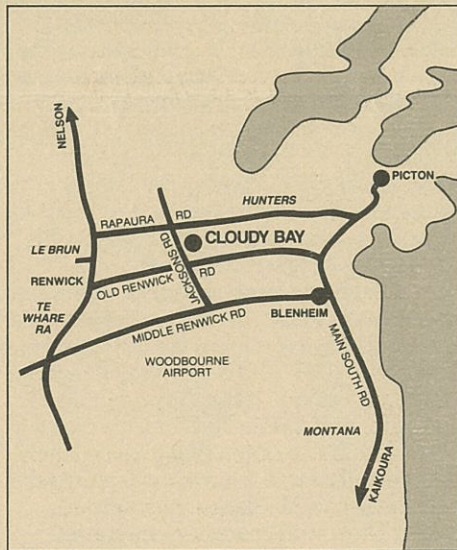 NELSON
PICTON
HUNTERS
RAPAURA RD
JACKSONS RD
CLOUDY BAY
LE BRUN
RENWICK
OLD RENWICK RD
TE
WHARE
RA
MIDDLE RENWICK RD
BLENHEIM
WOODBOURNE
AIRPORT
MAIN SOUTH RD
MONTANA
KAIKOURA